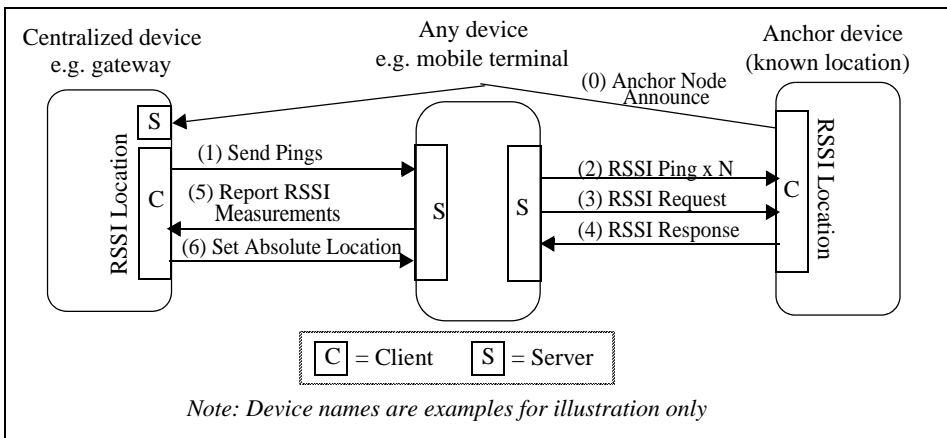 Centralized device
e.g. gateway
Any device
e.g. mobile terminal
Anchor device
(known location)
(0) Anchor Node
Announce
S
RSSI Location
C
(1) Send Pings
(5) Report RSSI
Measurements
(6) Set Absolute Location
S
S
(2) RSSI Ping x N
(3) RSSI Request
(4) RSSI Response
C
RSSI Location
C = Client
S = Server
Note: Device names are examples for illustration only